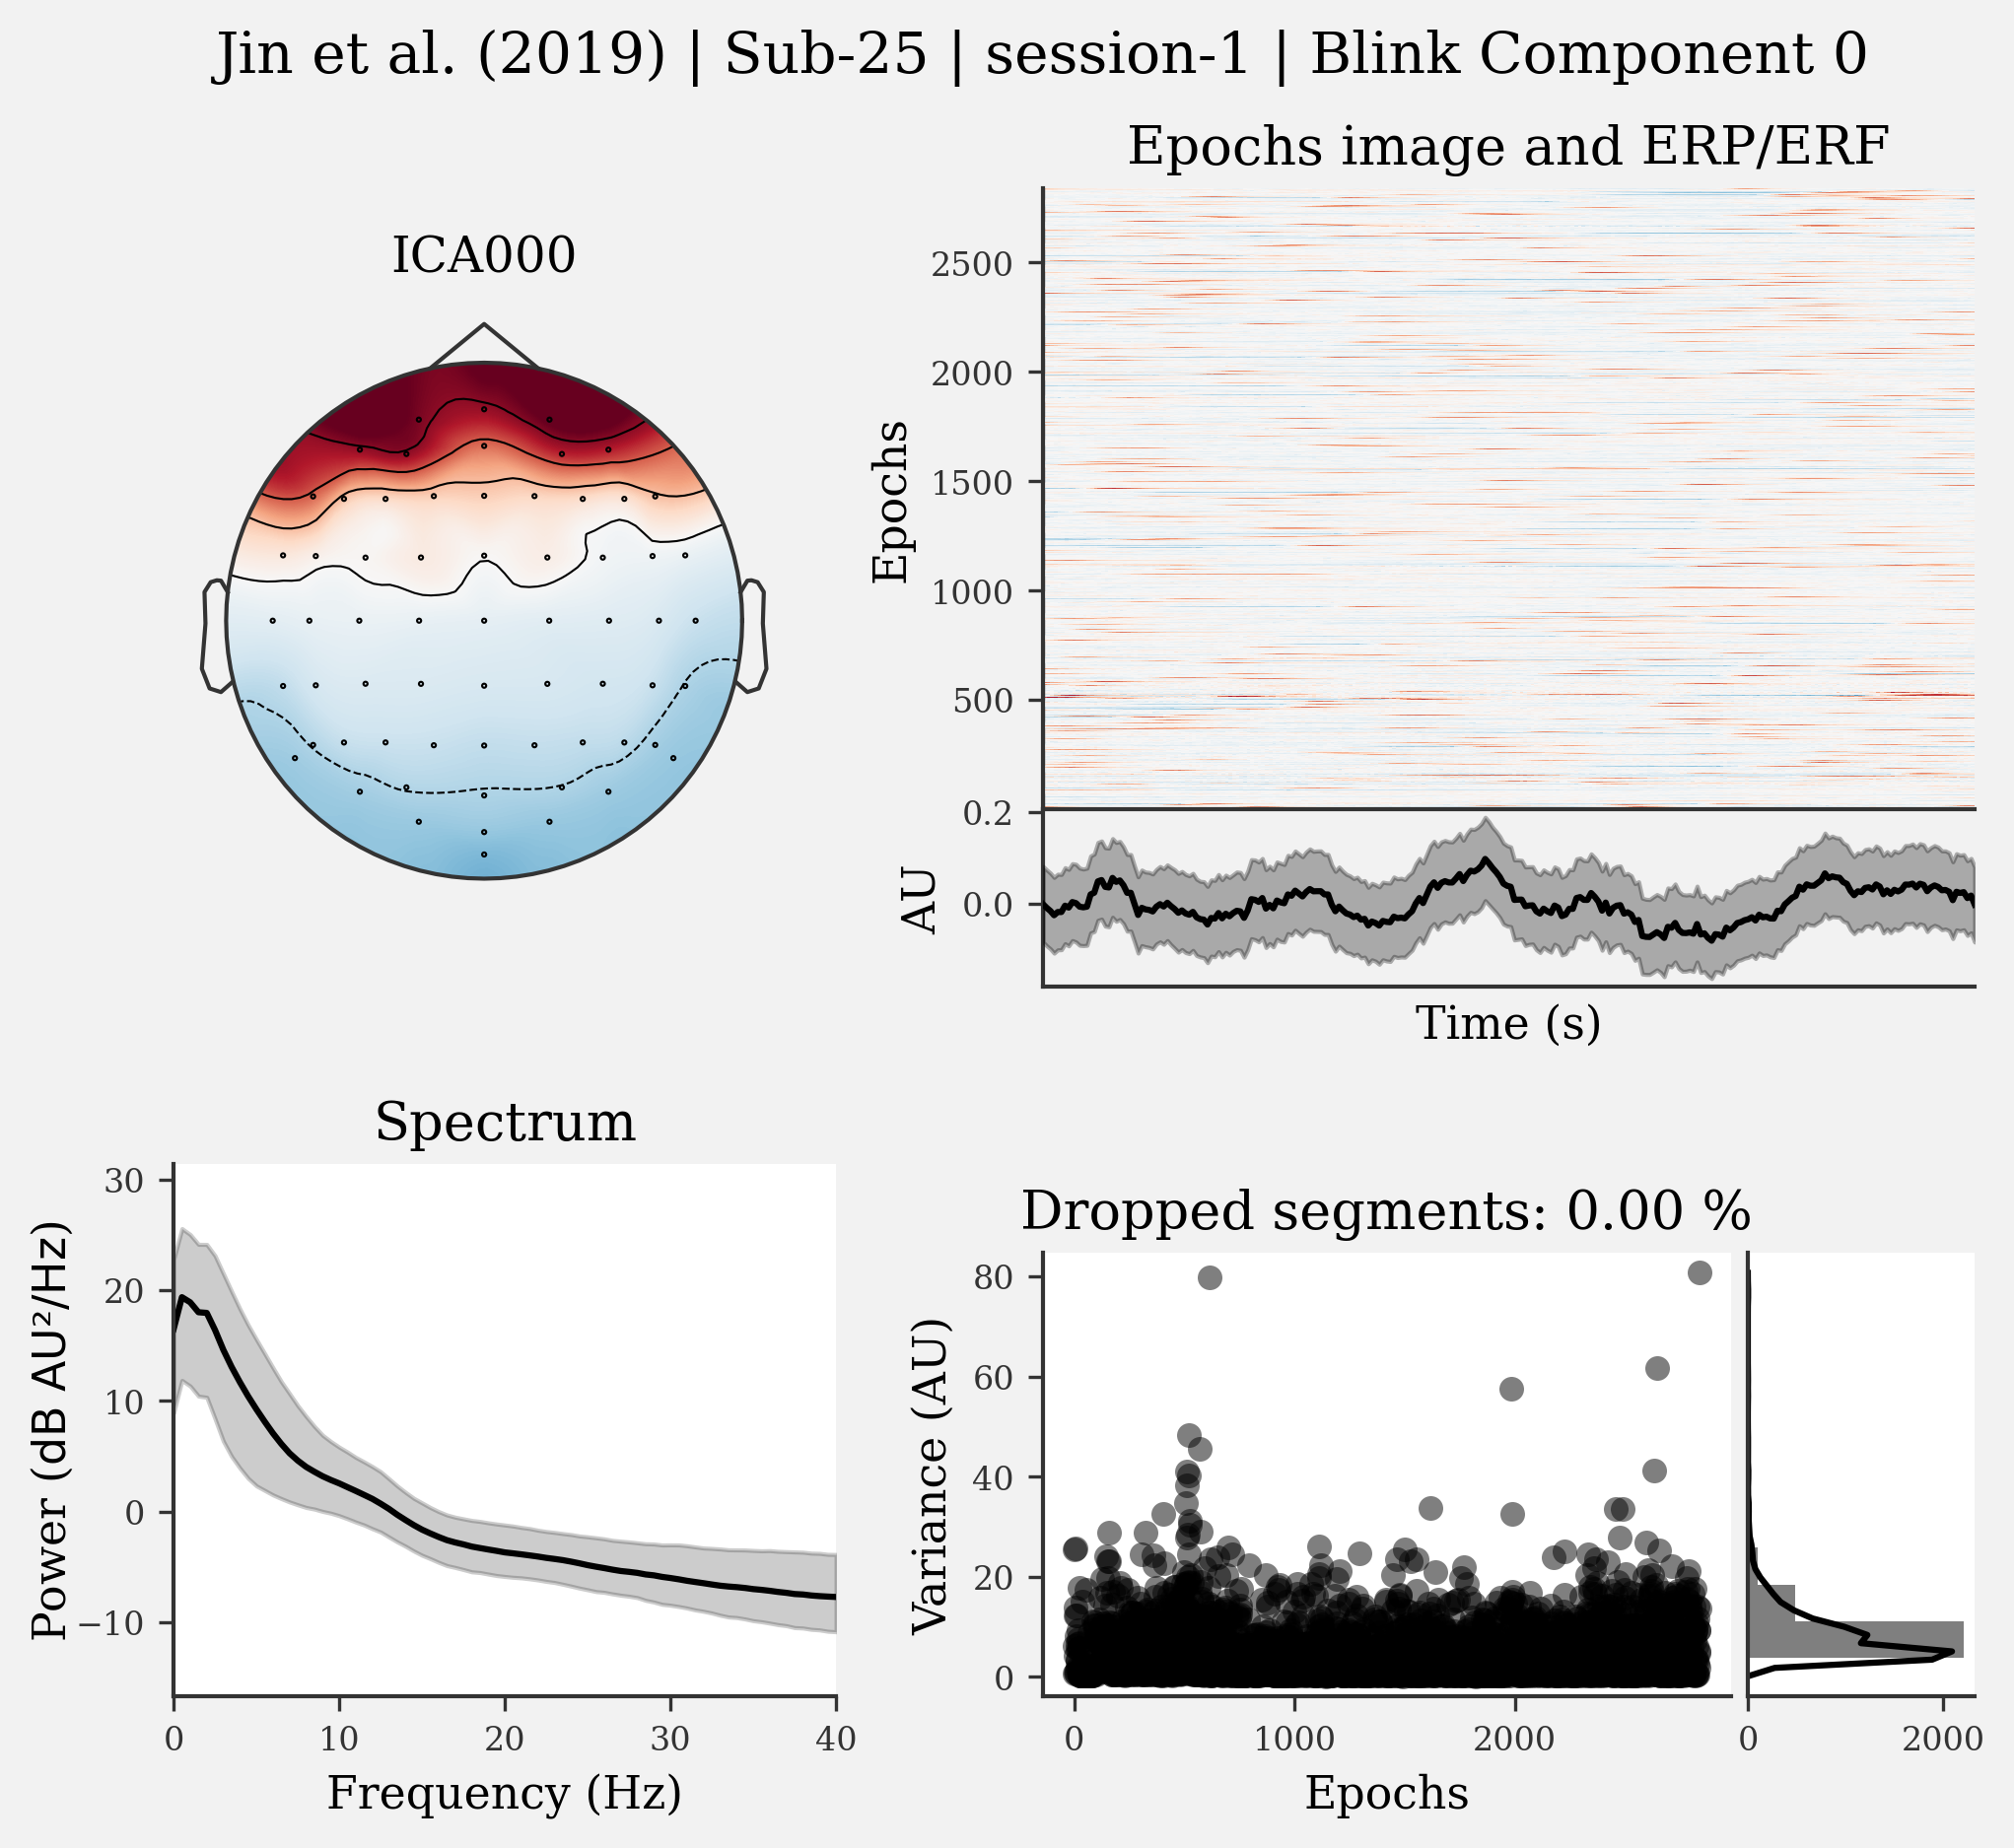 Jin et al. (2019) | Sub-25 | session-1 | Blink Component 0
ICA000
Epochs image and ERP/ERF
Epochs
2500
2000
1500
1000
500
0.2
0.0
AU
Time (s)
Spectrum
Power (dB AU²/Hz)
30
20
10
0
−10
0
10
20
30
40
Frequency (Hz)
Dropped segments: 0.00 %
Variance (AU)
80
60
40
20
0
0
1000
2000
Epochs
0
2000